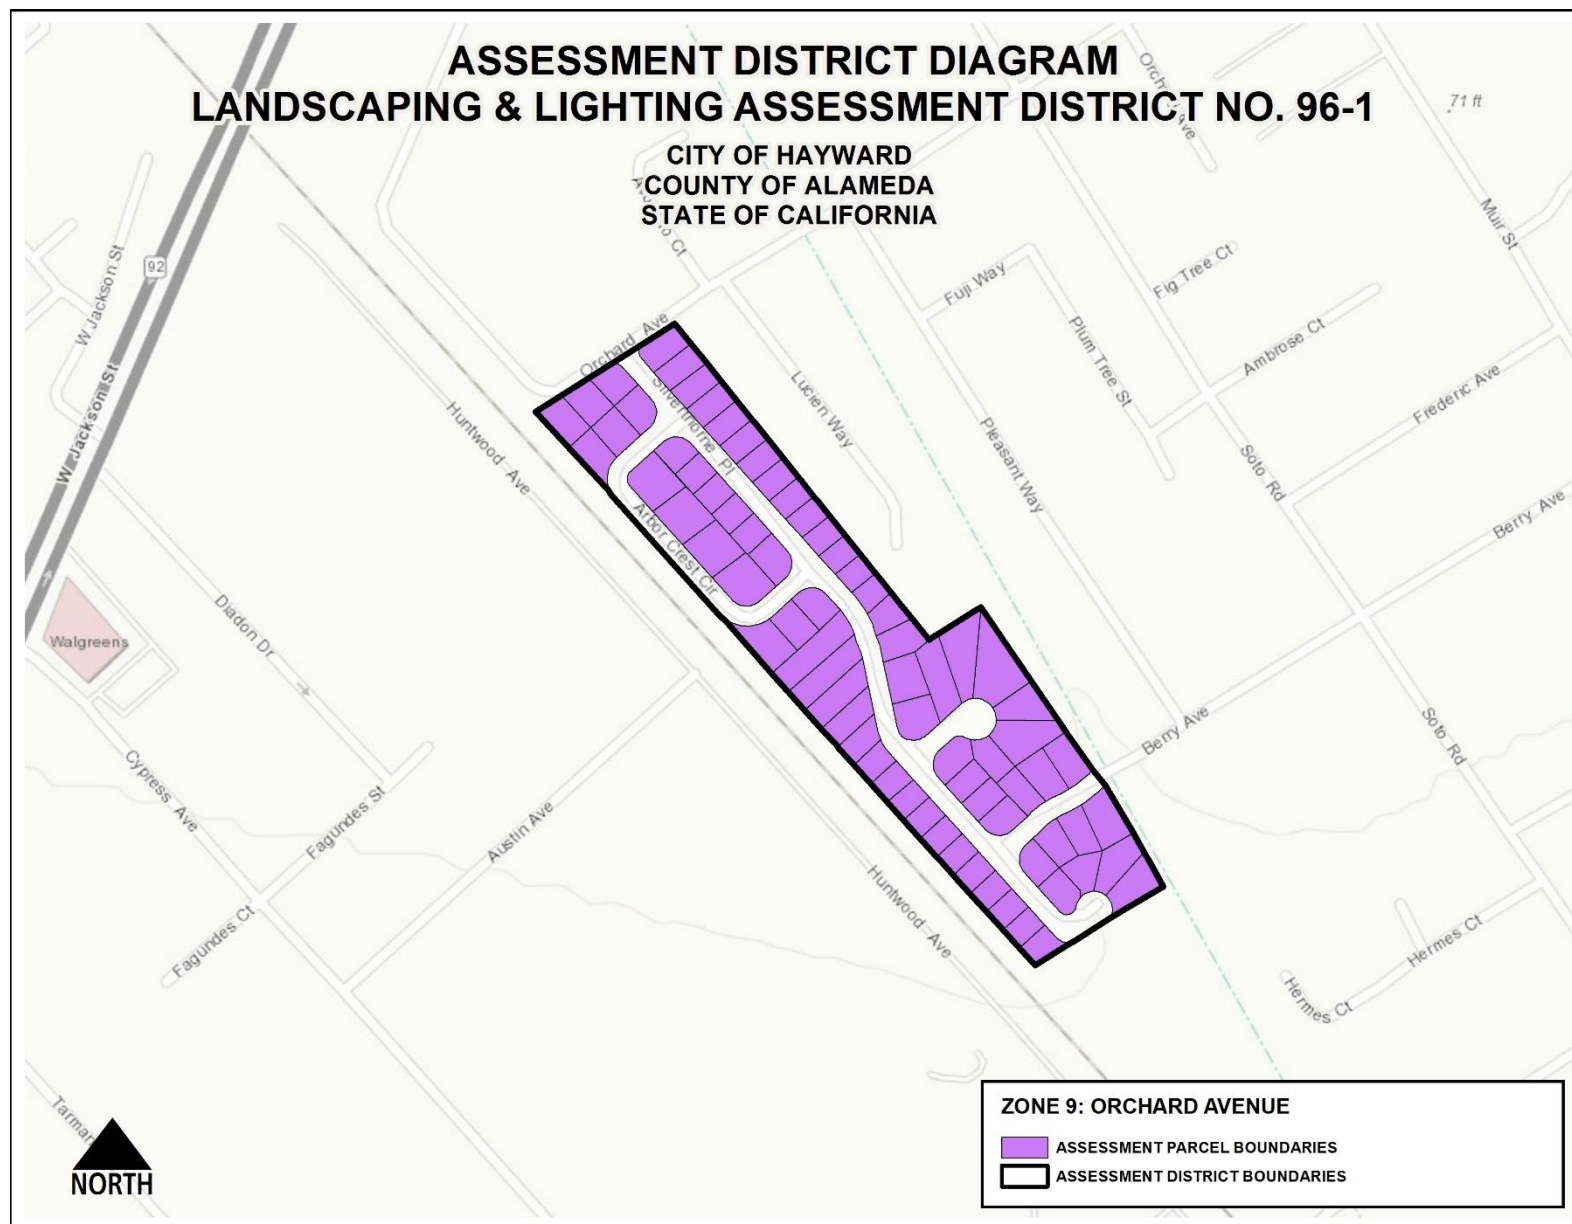 ASSESSMENT DISTRICT DIAGRAM
LANDSCAPING & LIGHTING ASSESSMENT DISTRICT NO. 96-1
CITY OF HAYWARD
COUNTY OF ALAMEDA
STATE OF CALIFORNIA
71 ft
Muir St
92
W Jackson St
W Jackson St
Fuji Way
Fig Tree Ct
Plum Tree St
Ambrose Ct
Frederic Ave
Orchard Ave
Silverthorne Pl
Lucien Way
Huntwood Ave
Pleasant Way
Soto Rd
Berry Ave
Arbor Crest Cir
Walgreens
Diadon Dr
Berry Ave
Soto Rd
Cypress Ave
Fagundes St
Austin Ave
Huntwood Ave
Fagundes Ct
Hermes Ct
Hermes Ct
NORTH
ZONE 9: ORCHARD AVENUE
ASSESSMENT PARCEL BOUNDARIES
ASSESSMENT DISTRICT BOUNDARIES